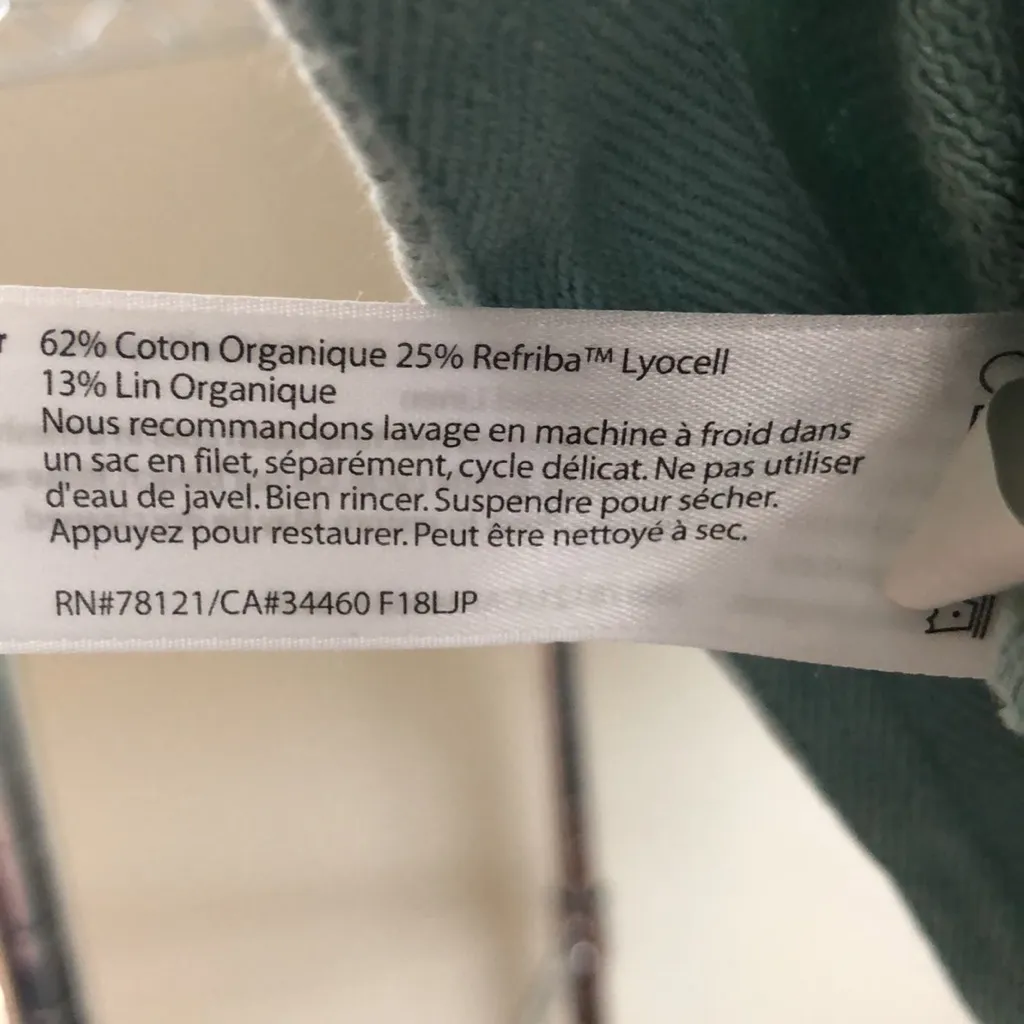 62% Coton Organique 25% Refriba™ Lyocell
13% Lin Organique
Nous recommandons lavage en machine à froid dans
un sac en filet, séparément, cycle délicat. Ne pas utiliser
d'eau de javel. Bien rincer. Suspendre pour sécher.
Appuyez pour restaurer. Peut être nettoyé à sec.
RN#78121/CA#34460 F18LJP